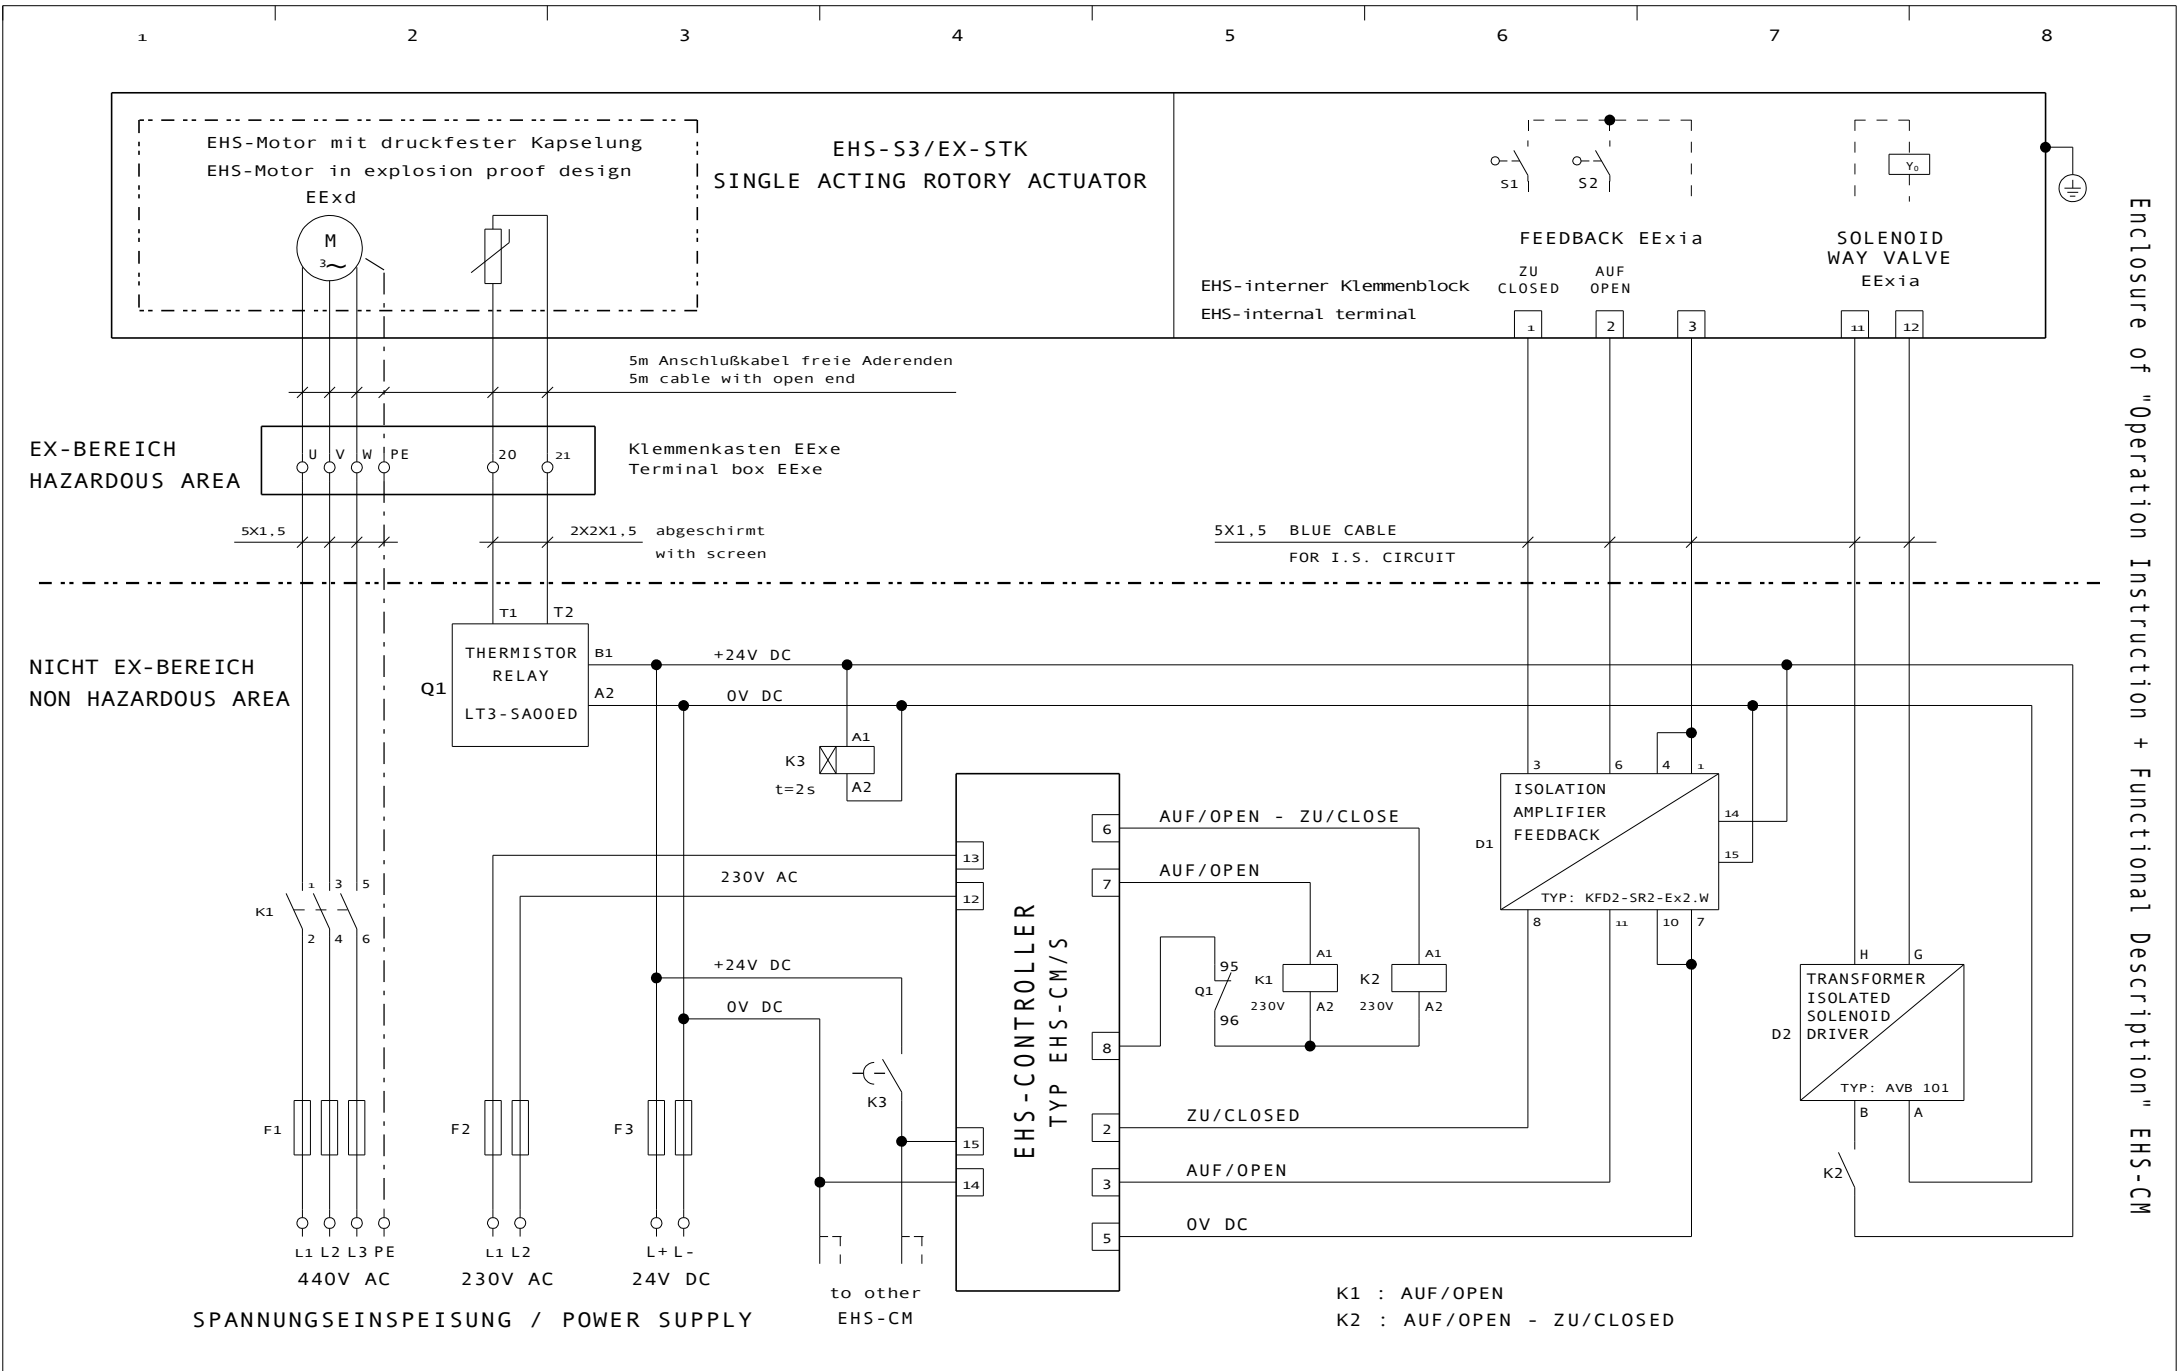 1 2 3 4 5 6 7 8
EHS-Motor mit druckfester Kapselung
EHS-Motor in explosion proof design
EExd
M
3~
EHS-S3/EX-STK
SINGLE ACTING ROTORY ACTUATOR
S1 S2
Y0
FEEDBACK EExia
SOLENOID
WAY VALVE
EExia
ZU
CLOSED
AUF
OPEN
EHS-interner Klemmenblock
EHS-internal terminal
1 2 3 11 12
5m Anschlußkabel freie Aderenden
5m cable with open end
EX-BEREICH
HAZARDOUS AREA
U V W PE 20 21
Klemmenkasten EExe
Terminal box EExe
5X1,5
2X2X1,5 abgeschirmt
with screen
5X1,5 BLUE CABLE
FOR I.S. CIRCUIT
NICHT EX-BEREICH
NON HAZARDOUS AREA
T1 T2
Q1
THERMISTOR
RELAY
LT3-SA00ED
B1
A2
+24V DC
0V DC
K3
t=2s
A1
A2
3 6 4 1
D1
ISOLATION
AMPLIFIER
FEEDBACK
TYP: KFD2-SR2-Ex2.W
14
15
8 11 10 7
13
12
15
14
EHS-CONTROLLER
TYP EHS-CM/S
6
7
8
2
3
5
AUF/OPEN - ZU/CLOSE
AUF/OPEN
230V AC
K1
1 3 5
2 4 6
+24V DC
0V DC
K3
95
Q1
96
K1
230V
A1
A2
K2
230V
A1
A2
H G
D2
TRANSFORMER
ISOLATED
SOLENOID
DRIVER
TYP: AVB 101
B A
K2
ZU/CLOSED
AUF/OPEN
0V DC
F1
F2
F3
L1 L2 L3 PE
440V AC
L1 L2
230V AC
L+ L-
24V DC
to other
EHS-CM
SPANNUNGSEINSPEISUNG / POWER SUPPLY
K1 : AUF/OPEN
K2 : AUF/OPEN - ZU/CLOSED
Enclosure of "Operation Instruction + Functional Description" EHS-CM